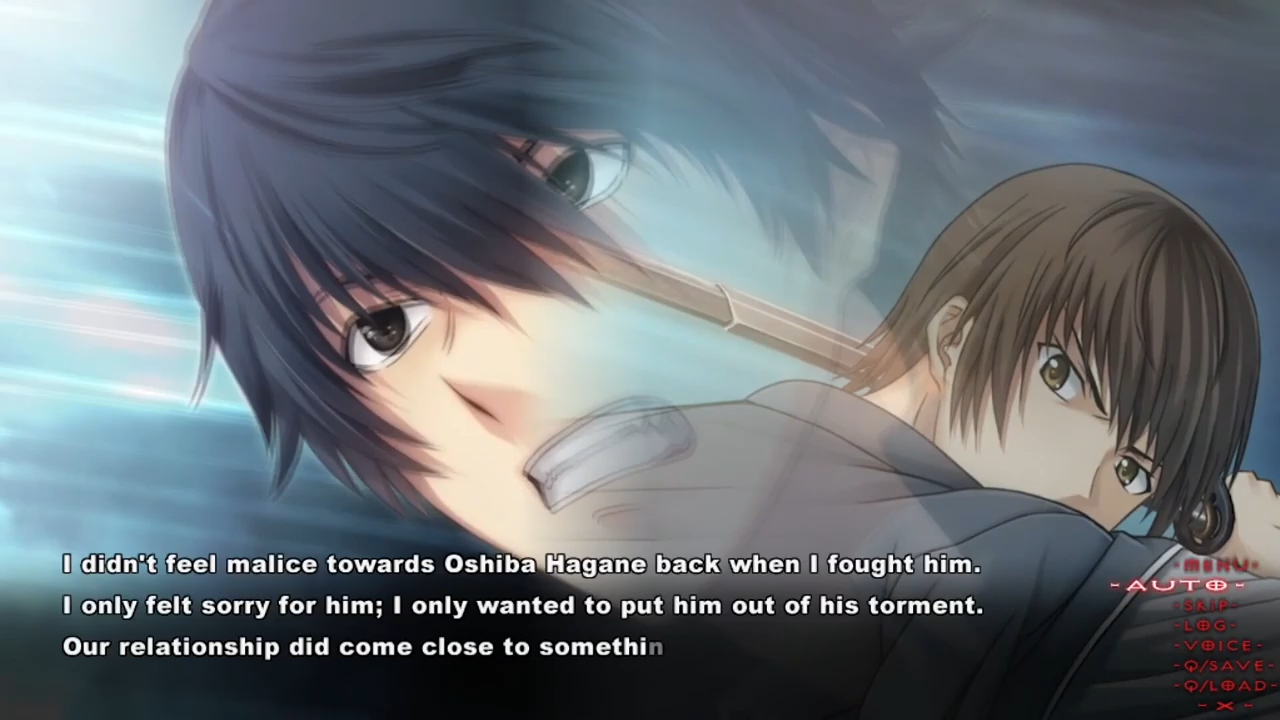 I didn't feel malice towards Oshiba Hagane back when I fought him.
I only felt sorry for him; I only wanted to put him out of his torment.
Our relationship did come close to somethin
-MENU-
-AUTO-
-SKIP-
-LOG-
-VOICE-
-Q/SAVE-
-Q/LOAD-
-X-